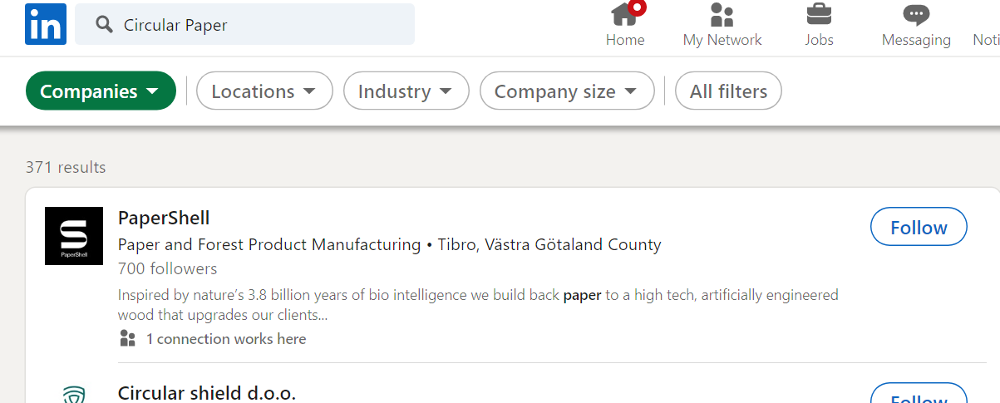 in
Circular Paper
Home
My Network
Jobs
Messaging
Noti
Companies
Locations
Industry
Company size
All filters
371 results
PaperShell
PaperShell
Follow
Paper and Forest Product Manufacturing • Tibro, Västra Götaland County
700 followers
Inspired by nature’s 3.8 billion years of bio intelligence we build back paper to a high tech, artificially engineered
wood that upgrades our clients...
1 connection works here
Circular shield d.o.o.
Follow